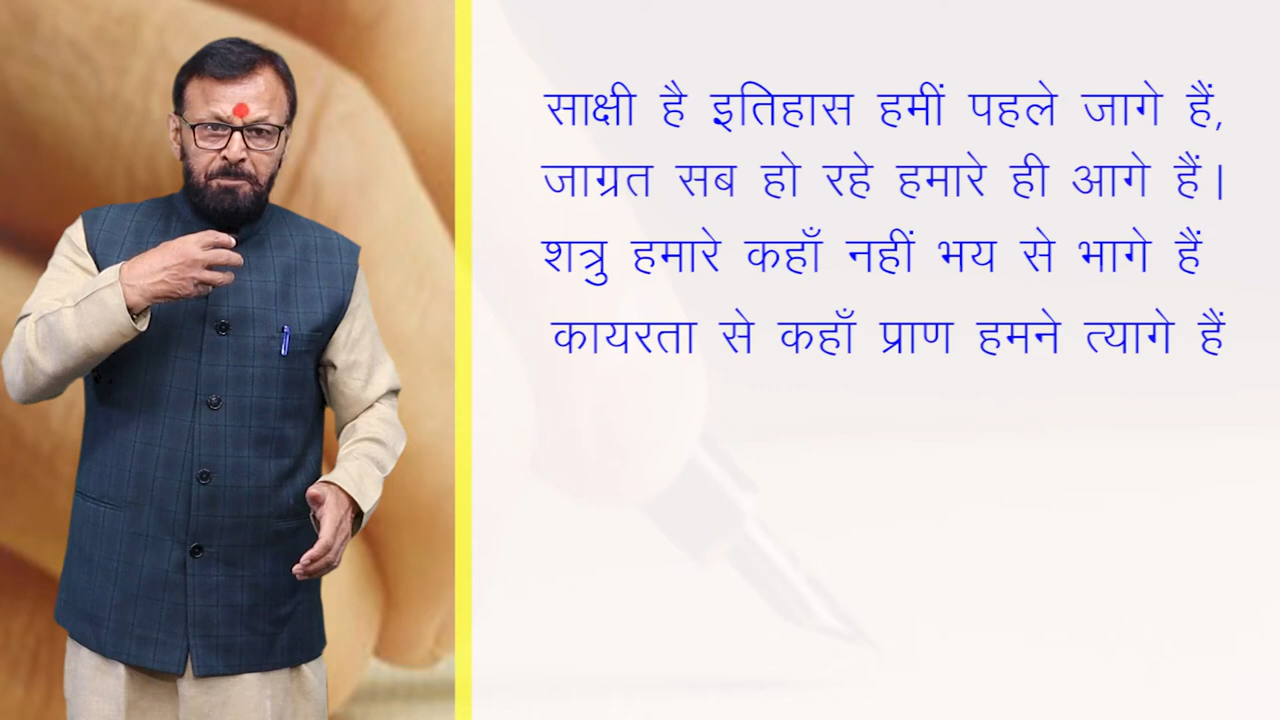 साक्षी है इतिहास हमीं पहले जागे हैं,
जाग्रत सब हो रहे हमारे ही आगे हैं।
शत्रु हमारे कहाँ नहीं भय से भागे हैं
कायरता से कहाँ प्राण हमने त्यागे हैं